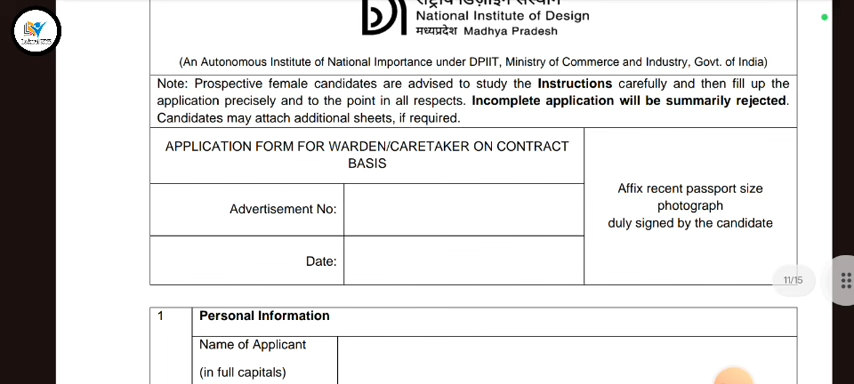 राष्ट्रीय डिज़ाइन संस्थान
National Institute of Design
मध्यप्रदेश Madhya Pradesh
(An Autonomous Institute of National Importance under DPIIT, Ministry of Commerce and Industry, Govt. of India)
Note: Prospective female candidates are advised to study the Instructions carefully and then fill up the
application precisely and to the point in all respects. Incomplete application will be summarily rejected.
Candidates may attach additional sheets, if required.
APPLICATION FORM FOR WARDEN/CARETAKER ON CONTRACT
BASIS
Affix recent passport size
photograph
duly signed by the candidate
Advertisement No:
Date:
11/15
1 Personal Information
Name of Applicant
(in full capitals)